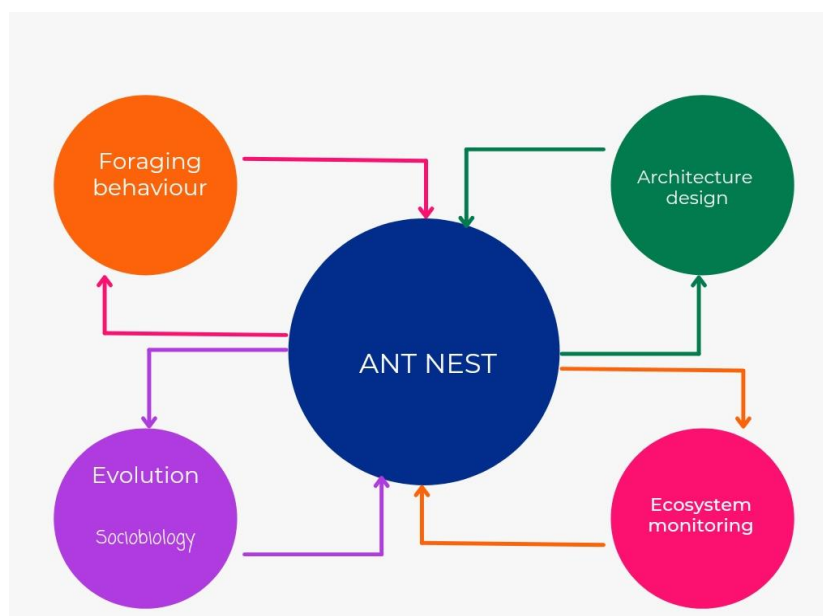 Foraging
behaviour
Architecture
design
ANT NEST
Evolution
Sociobiology
Ecosystem
monitoring